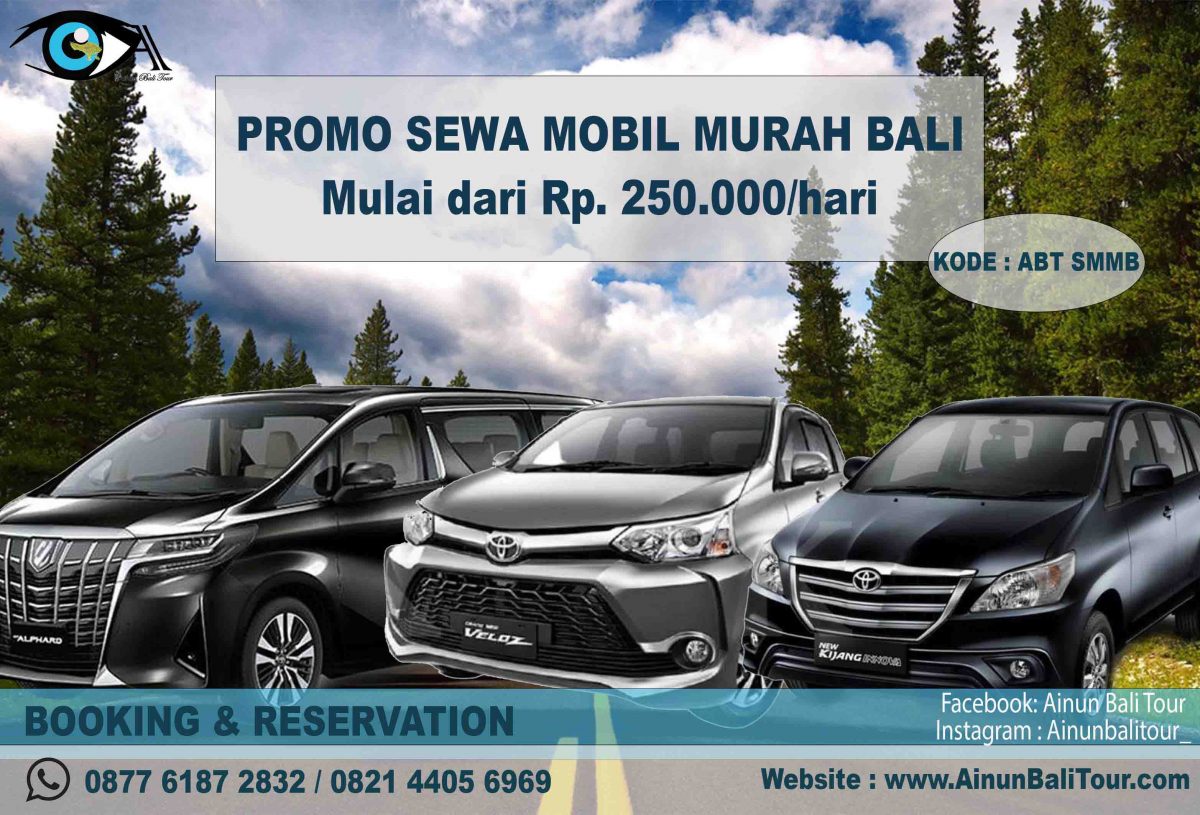 Bali Tour
PROMO SEWA MOBIL MURAH BALI
Mulai dari Rp. 250.000/hari
KODE : ABT SMMB
ALPHARD
GRAND NEW
VELOZ
NEW
KIJANG INNOVA
BOOKING & RESERVATION
Facebook: Ainun Bali Tour
Instagram : Ainunbalitour_
0877 6187 2832 / 0821 4405 6969
Website : www.AinunBaliTour.com